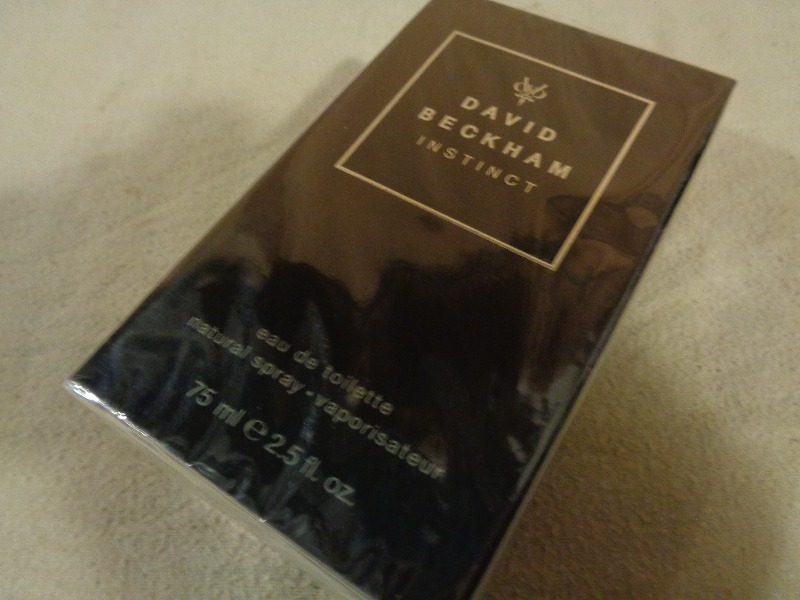 DAVID
BECKHAM
INSTINCT
eau de toilette
natural spray • vaporisateur
75 ml e 2.5 fl. oz.